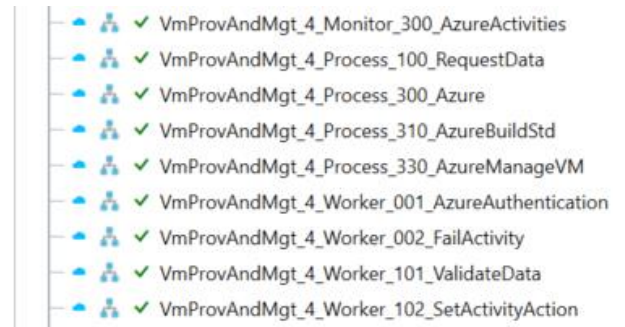 VmProvAndMgt_4_Monitor_300_AzureActivities
VmProvAndMgt_4_Process_100_RequestData
VmProvAndMgt_4_Process_300_Azure
VmProvAndMgt_4_Process_310_AzureBuildStd
VmProvAndMgt_4_Process_330_AzureManageVM
VmProvAndMgt_4_Worker_001_AzureAuthentication
VmProvAndMgt_4_Worker_002_FailActivity
VmProvAndMgt_4_Worker_101_ValidateData
VmProvAndMgt_4_Worker_102_SetActivityAction